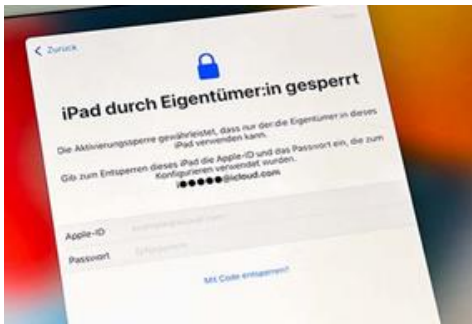 Zurück
iPad durch Eigentümer:in gesperrt
Die Aktivierungssperre gewährleistet, dass nur der:die Eigentümer:in dieses
iPad verwenden kann.
Gib zum Entsperren dieses iPad die Apple-ID und das Passwort ein, die zum
Konfigurieren verwendet wurden.
i●●●●●@icloud.com
Apple-ID
Passwort
Mit Code entsperren?